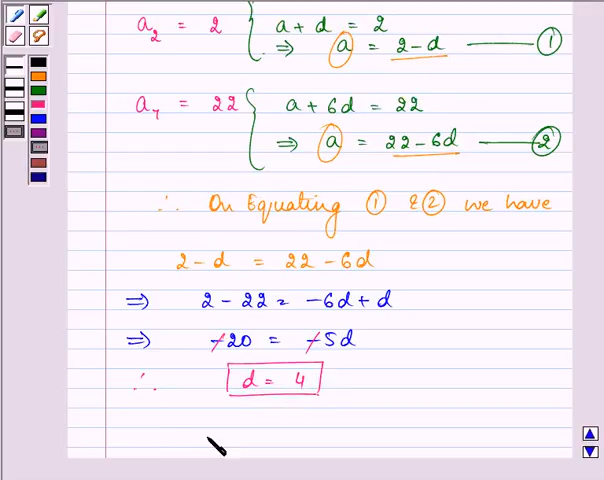 a₂ = 2 { a + d = 2
⇒ a = 2 - d ——— ①
a₇ = 22 { a + 6d = 22
⇒ a = 22 - 6d ——— ②
∴ On Equating ① & ② we have
2 - d = 22 - 6d
⇒ 2 - 22 = -6d + d
⇒ -20 = -5d
∴ d = 4